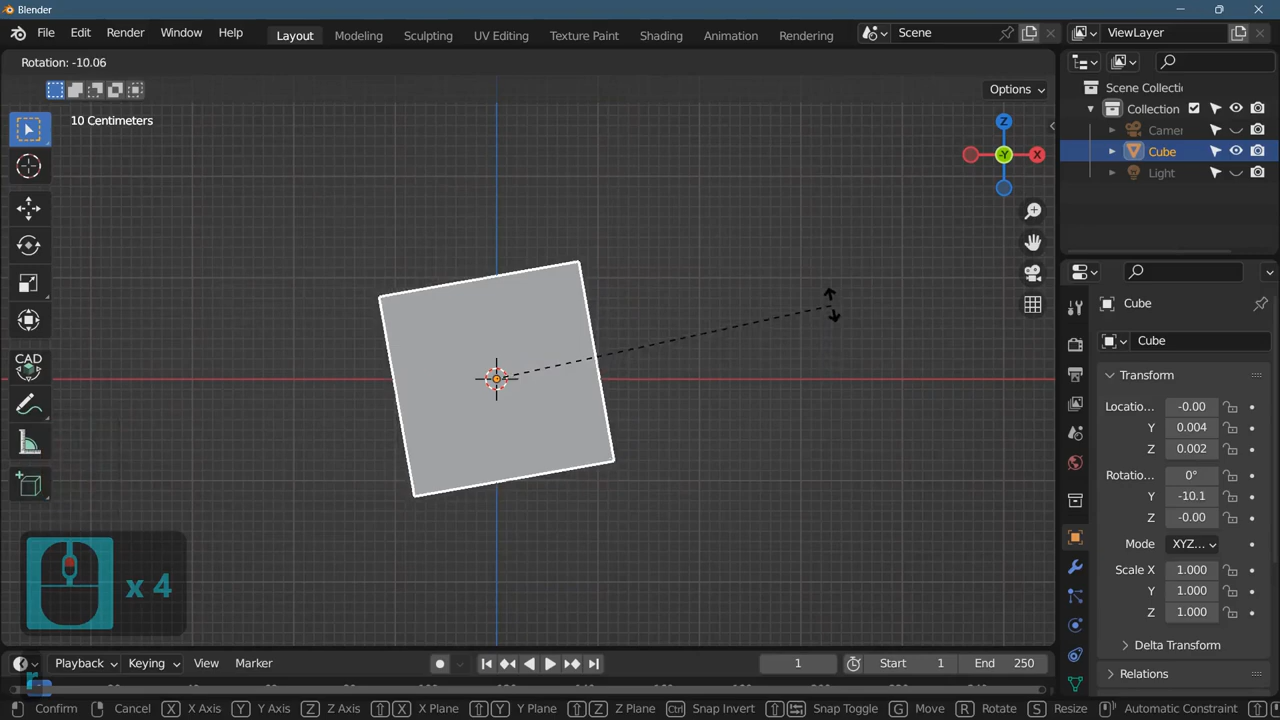 Blender
File Edit Render Window Help Layout Modeling Sculpting UV Editing Texture Paint Shading Animation Rendering Scene ViewLayer
Rotation: -10.06
Options
10 Centimeters
Z
-Y
X
CAD
Scene Collecti
Collection
Camer
Cube
Light
Cube
Cube
Transform
Locatio... -0.00
Y 0.004
Z 0.002
Rotatio... 0°
Y -10.1
Z -0.00
Mode XYZ...
Scale X 1.000
Y 1.000
Z 1.000
Delta Transform
Relations
x 4
r
Playback Keying View Marker 1 Start 1 End 250
Confirm Cancel X X Axis Y Y Axis Z Z Axis X X Plane Y Y Plane Z Z Plane Ctrl Snap Invert Snap Toggle G Move R Rotate S Resize Automatic Constraint